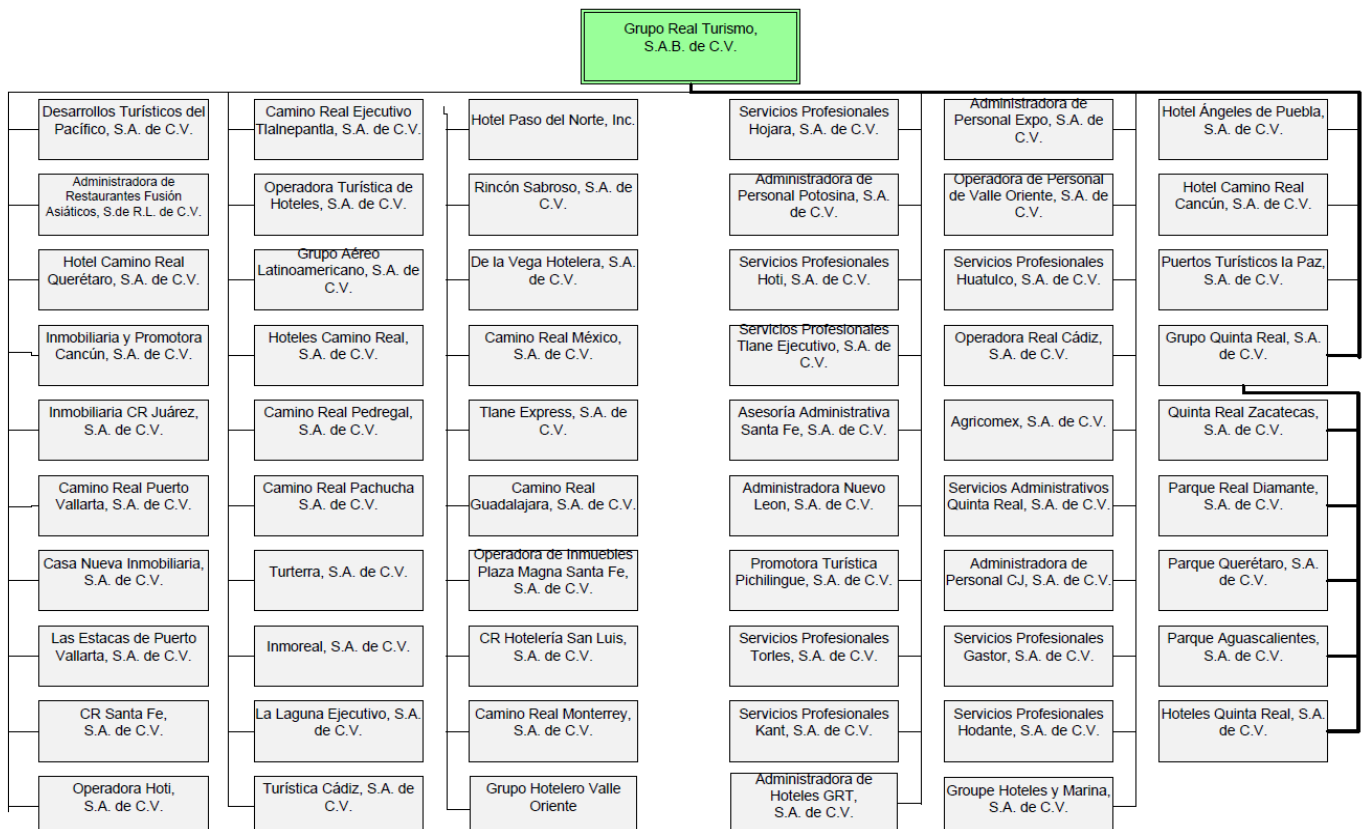 Grupo Real Turismo,
S.A.B. de C.V.
Desarrollos Turísticos del
Pacífico, S.A. de C.V.
Administradora de
Restaurantes Fusión
Asiáticos, S.de R.L. de C.V.
Hotel Camino Real
Querétaro, S.A. de C.V.
Inmobiliaria y Promotora
Cancún, S.A. de C.V.
Inmobiliaria CR Juárez,
S.A. de C.V.
Camino Real Puerto
Vallarta, S.A. de C.V.
Casa Nueva Inmobiliaria,
S.A. de C.V.
Las Estacas de Puerto
Vallarta, S.A. de C.V.
CR Santa Fe,
S.A. de C.V.
Operadora Hoti,
S.A. de C.V.
Camino Real Ejecutivo
Tlalnepantla, S.A. de C.V.
Operadora Turística de
Hoteles, S.A. de C.V.
Grupo Aéreo
Latinoamericano, S.A. de
C.V.
Hoteles Camino Real,
S.A. de C.V.
Camino Real Pedregal,
S.A. de C.V.
Camino Real Pachucha
S.A. de C.V.
Turterra, S.A. de C.V.
Inmoreal, S.A. de C.V.
La Laguna Ejecutivo, S.A.
de C.V.
Turística Cádiz, S.A. de
C.V.
Hotel Paso del Norte, Inc.
Rincón Sabroso, S.A. de
C.V.
De la Vega Hotelera, S.A.
de C.V.
Camino Real México,
S.A. de C.V.
Tlane Express, S.A. de
C.V.
Camino Real
Guadalajara, S.A. de C.V.
Operadora de Inmuebles
Plaza Magna Santa Fe,
S.A. de C.V.
CR Hotelería San Luis,
S.A. de C.V.
Camino Real Monterrey,
S.A. de C.V.
Grupo Hotelero Valle
Oriente
Servicios Profesionales
Hojara, S.A. de C.V.
Administradora de
Personal Potosina, S.A.
de C.V.
Servicios Profesionales
Hoti, S.A. de C.V.
Servicios Profesionales
Tlane Ejecutivo, S.A. de
C.V.
Asesoría Administrativa
Santa Fe, S.A. de C.V.
Administradora Nuevo
Leon, S.A. de C.V.
Promotora Turística
Pichilingue, S.A. de C.V.
Servicios Profesionales
Torles, S.A. de C.V.
Servicios Profesionales
Kant, S.A. de C.V.
Administradora de
Hoteles GRT,
S.A. de C.V.
Administradora de
Personal Expo, S.A. de
C.V.
Operadora de Personal
de Valle Oriente, S.A. de
C.V.
Servicios Profesionales
Huatulco, S.A. de C.V.
Operadora Real Cádiz,
S.A. de C.V.
Agricomex, S.A. de C.V.
Servicios Administrativos
Quinta Real, S.A. de C.V.
Administradora de
Personal CJ, S.A. de C.V.
Servicios Profesionales
Gastor, S.A. de C.V.
Servicios Profesionales
Hodante, S.A. de C.V.
Groupe Hoteles y Marina,
S.A. de C.V.
Hotel Ángeles de Puebla,
S.A. de C.V.
Hotel Camino Real
Cancún, S.A. de C.V.
Puertos Turísticos la Paz,
S.A. de C.V.
Grupo Quinta Real, S.A.
de C.V.
Quinta Real Zacatecas,
S.A. de C.V.
Parque Real Diamante,
S.A. de C.V.
Parque Querétaro, S.A.
de C.V.
Parque Aguascalientes,
S.A. de C.V.
Hoteles Quinta Real, S.A.
de C.V.